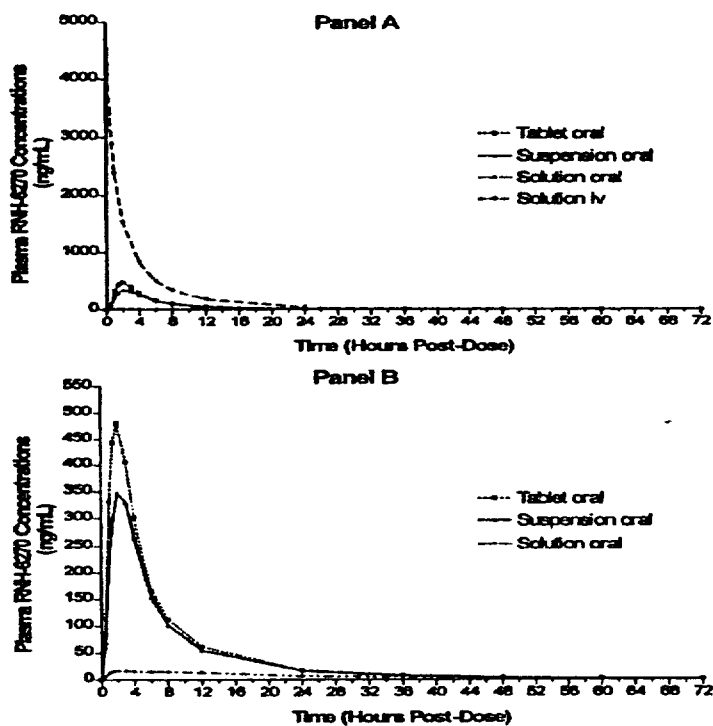 Panel A
Plasma RNH-6270 Concentrations
(ng/mL)
5000
4000
3000
2000
1000
0
Tablet oral
Suspension oral
Solution oral
Solution iv
0 4 8 12 16 20 24 28 32 36 40 44 48 52 56 60 64 68 72
Time (Hours Post-Dose)
Panel B
Plasma RNH-6270 Concentrations
(ng/mL)
550
500
450
400
350
300
250
200
150
100
50
0
Tablet oral
Suspension oral
Solution oral
0 4 8 12 16 20 24 28 32 36 40 44 48 52 56 60 64 68 72
Time (Hours Post-Dose)